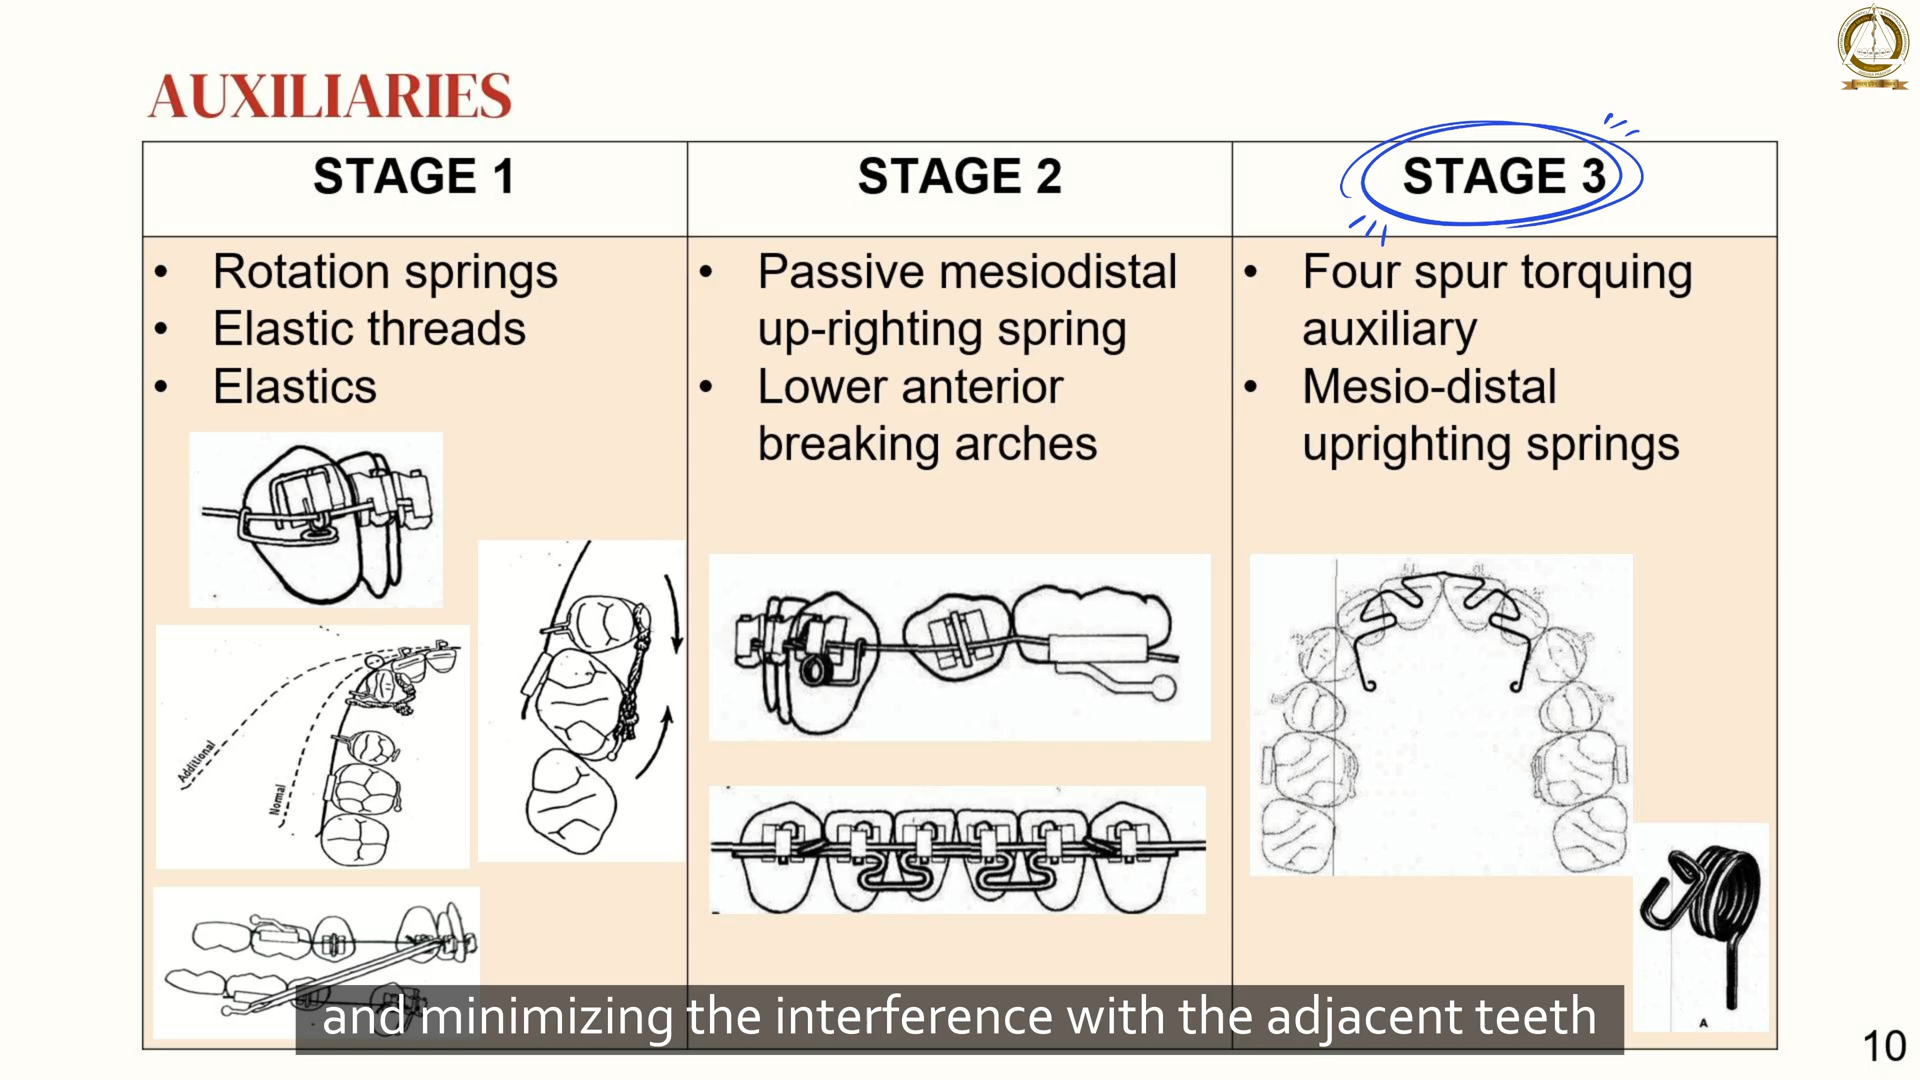 AUXILIARIES
STAGE 1
STAGE 2
STAGE 3
• Rotation springs
• Elastic threads
• Elastics
• Passive mesiodistal
up-righting spring
• Lower anterior
breaking arches
• Four spur torquing
auxiliary
• Mesio-distal
uprighting springs
Additional
Normal
A
and minimizing the interference with the adjacent teeth
10